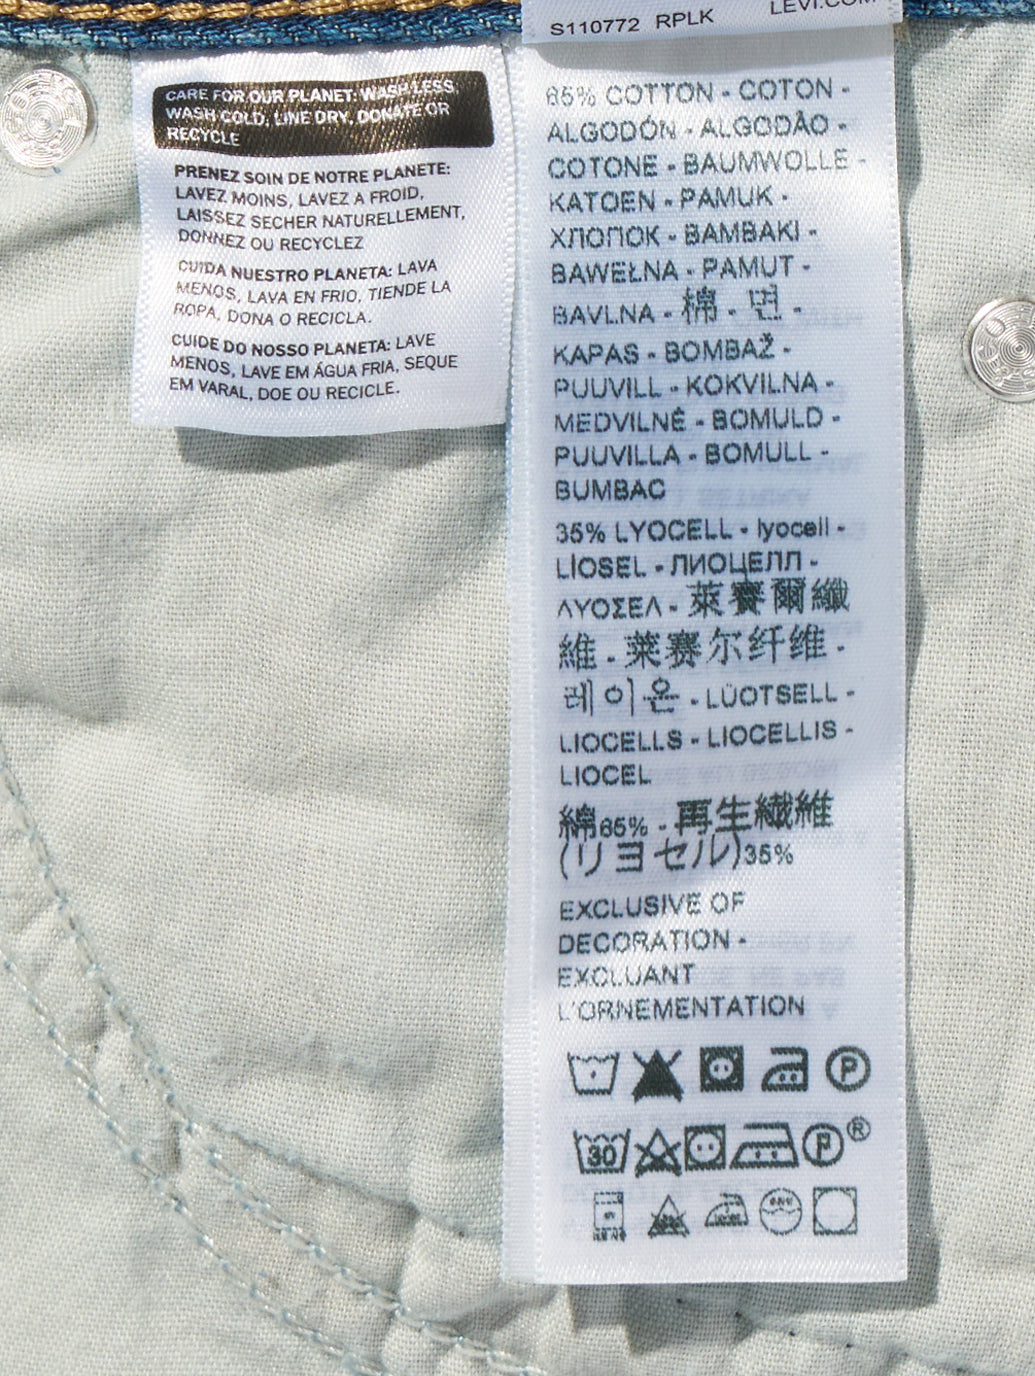 S110772 RPLK LEVI.COM
CARE FOR OUR PLANET: WASH LESS,
WASH COLD, LINE DRY, DONATE OR
RECYCLE
PRENEZ SOIN DE NOTRE PLANETE:
LAVEZ MOINS, LAVEZ A FROID,
LAISSEZ SECHER NATURELLEMENT,
DONNEZ OU RECYCLEZ
CUIDA NUESTRO PLANETA: LAVA
MENOS, LAVA EN FRIO, TIENDE LA
ROPA, DONA O RECICLA.
CUIDE DO NOSSO PLANETA: LAVE
MENOS, LAVE EM ÁGUA FRIA, SEQUE
EM VARAL, DOE OU RECICLE.
65% COTTON - COTON -
ALGODÓN - ALGODÃO -
COTONE - BAUMWOLLE -
KATOEN - PAMUK -
ХЛОПОК - BAMBAKI -
BAWEŁNA - PAMUT -
BAVLNA - 棉 - 면 -
KAPAS - BOMBAŽ -
PUUVILL - KOKVILNA -
MEDVILNĖ - BOMULD -
PUUVILLA - BOMULL -
BUMBAC
35% LYOCELL - lyocell -
LİOSEL - ЛИОЦЕЛЛ -
ΛΥΟΣΕΛ - 萊賽爾纖
維 - 莱赛尔纤维 -
레이온 - LÜOTSELL -
LIOCELLS - LIOCELLIS -
LIOCEL
綿65% - 再生繊維
(リヨセル)35%
EXCLUSIVE OF
DECORATION -
EXCLUANT
L'ORNEMENTATION
P
30 P ®